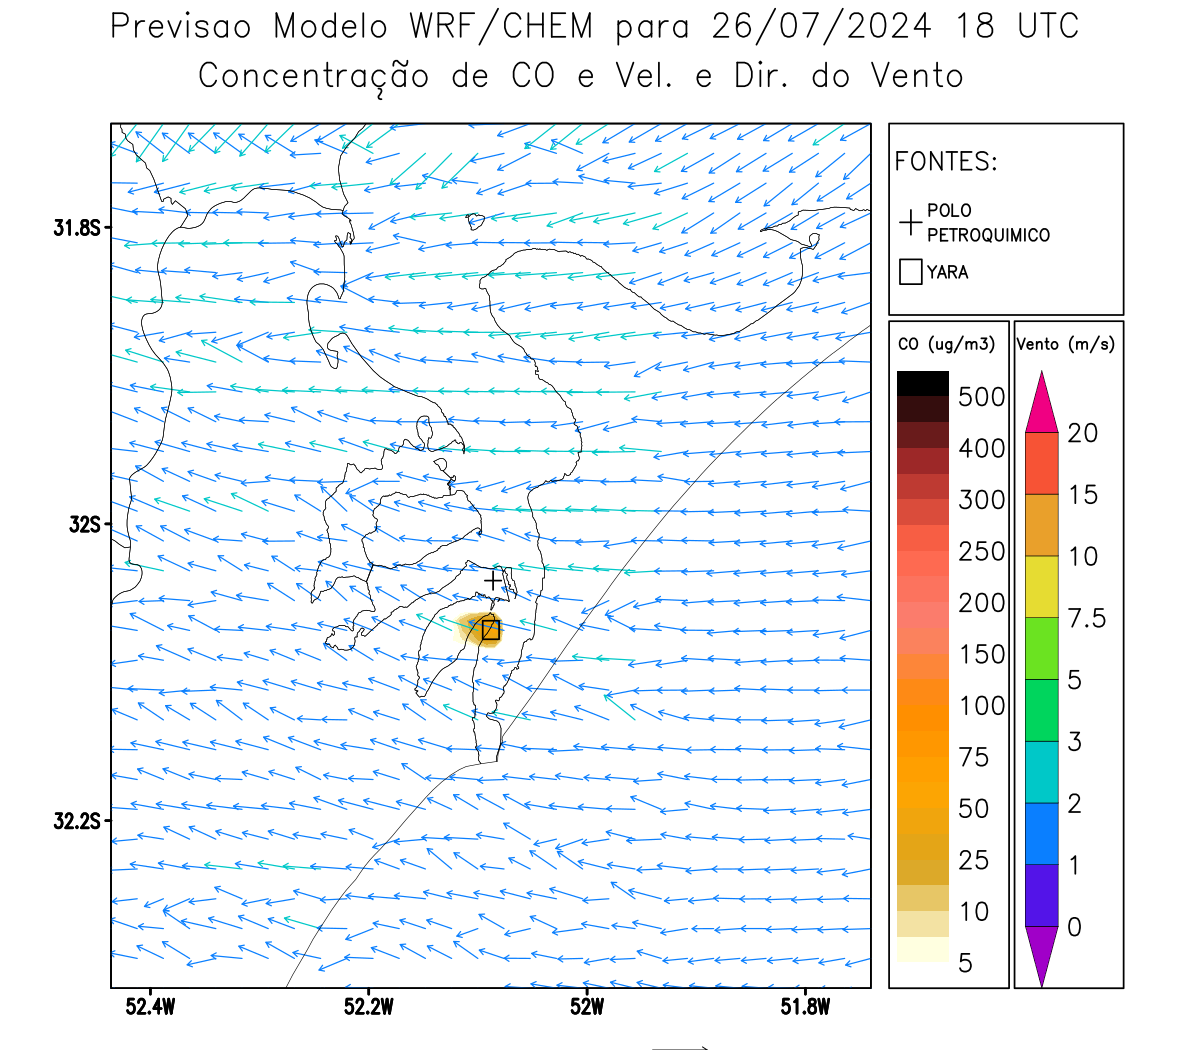 Previsao Modelo WRF/CHEM para 26/07/2024 18 UTC
Concentração de CO e Vel. e Dir. do Vento
FONTES:
POLO
PETROQUIMICO
YARA
CO (ug/m3)
500
400
300
250
200
150
100
75
50
25
10
5
Vento (m/s)
20
15
10
7.5
5
3
2
1
0
31.8S
32S
32.2S
52.4W
52.2W
52W
51.8W